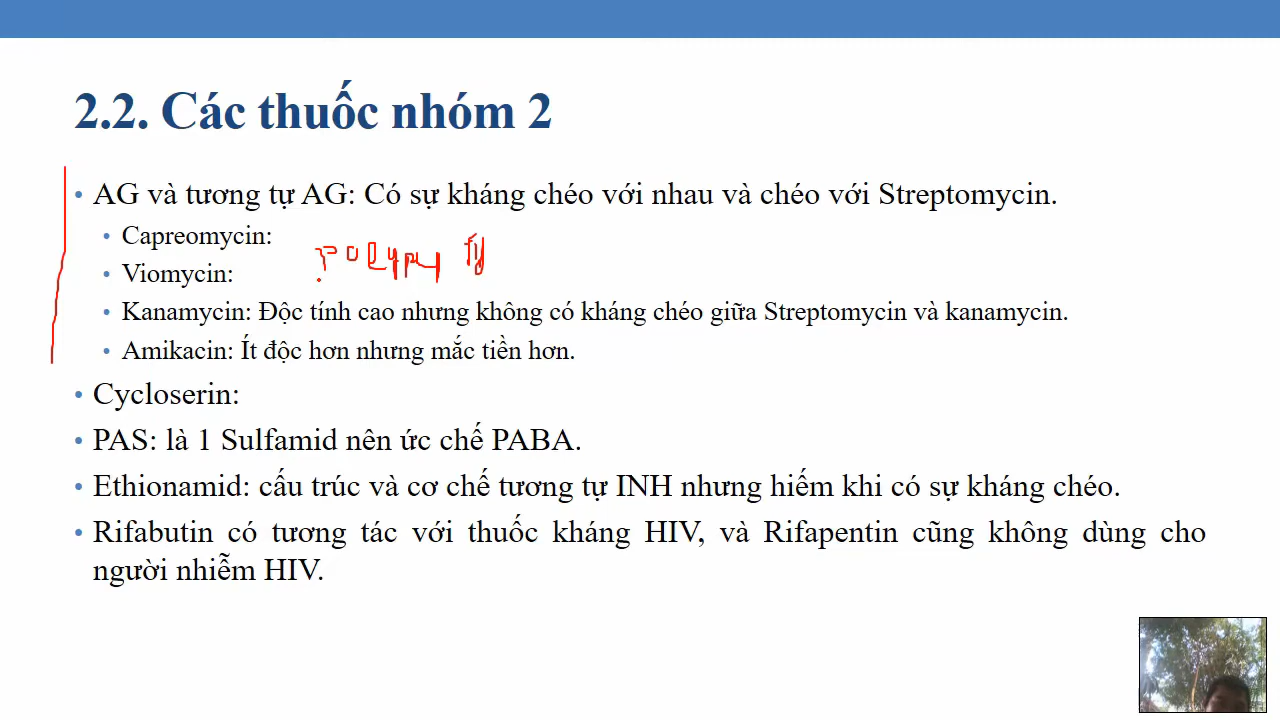 2.2. Các thuốc nhóm 2
• AG và tương tự AG: Có sự kháng chéo với nhau và chéo với Streptomycin.
• Capreomycin:
• Viomycin:
• Kanamycin: Độc tính cao nhưng không có kháng chéo giữa Streptomycin và kanamycin.
• Amikacin: Ít độc hơn nhưng mắc tiền hơn.
• Cycloserin:
• PAS: là 1 Sulfamid nên ức chế PABA.
• Ethionamid: cấu trúc và cơ chế tương tự INH nhưng hiếm khi có sự kháng chéo.
• Rifabutin có tương tác với thuốc kháng HIV, và Rifapentin cũng không dùng cho
người nhiễm HIV.